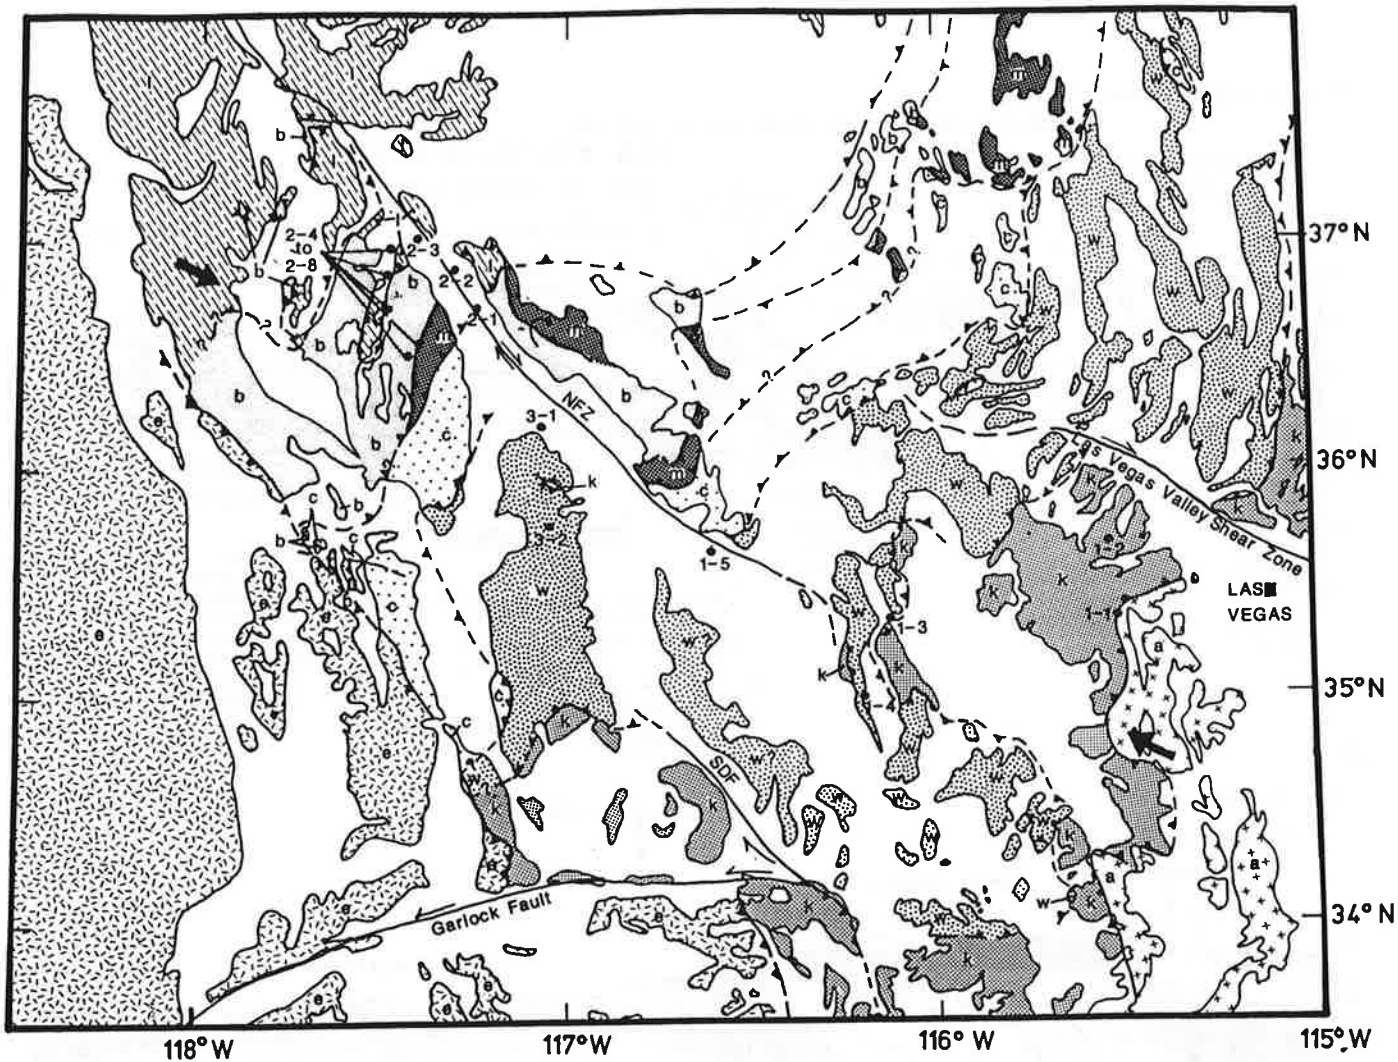 l
l
m
w
c
b
b
b
c
m
m
37°N
2-4
to
2-8
2-3
2-2
2-1
b
b
b
c
w
w
w
?
?
m
m
b
b
b
b
NFZ
?
c
w
e
3-1
c
k
36°N
m
c
w
k
k
Las Vegas Valley Shear Zone
1-2
c
b
b
c
3-2
1-5
k
k
k
w
e
e
e
c
w
w
1-3
1-1
LAS
VEGAS
k
k
a
35°N
c
c
k
e
w
SDF
w
w
k
k
w
w
w
k
a
a
k
w
k
34°N
Garlock Fault
e
e
k
w
k
e
e
118°W
117°W
116°W
115°W